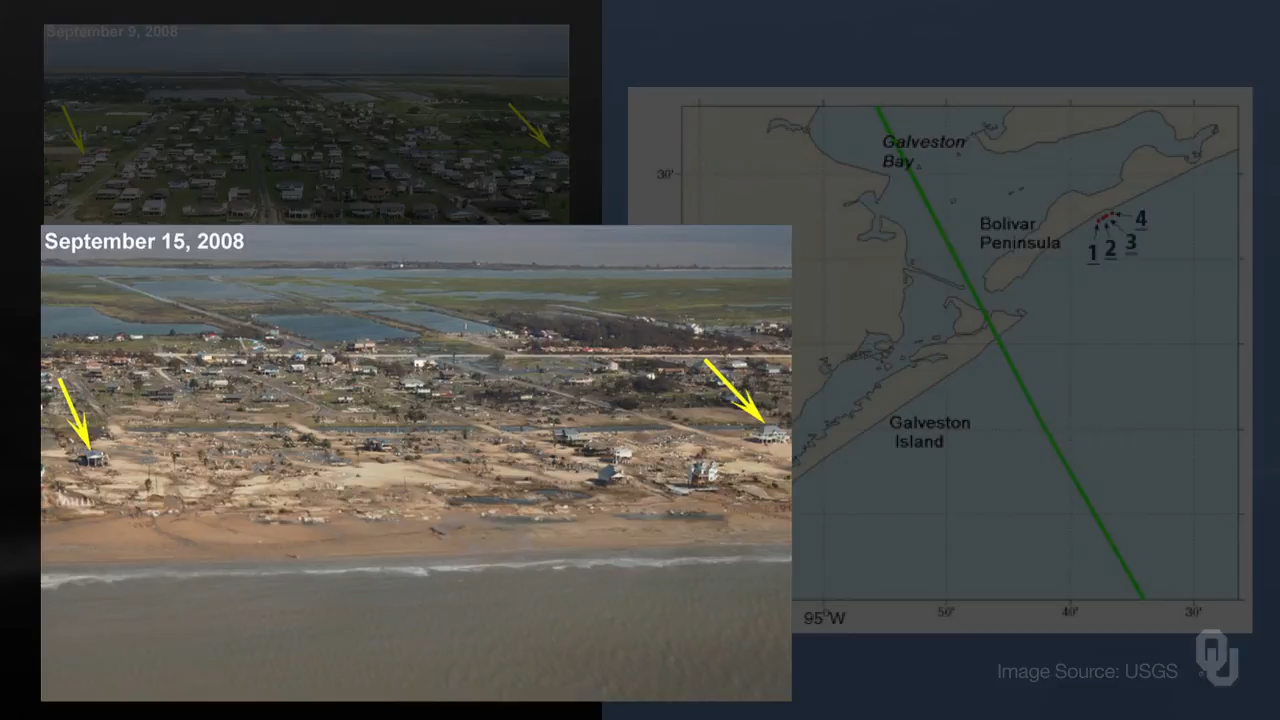 September 9, 2008
September 15, 2008
Galveston
Bay
30'
Bolivar
Peninsula
4
1 2 3
Galveston
Island
95°W
50'
40'
30'
Image Source: USGS
OU